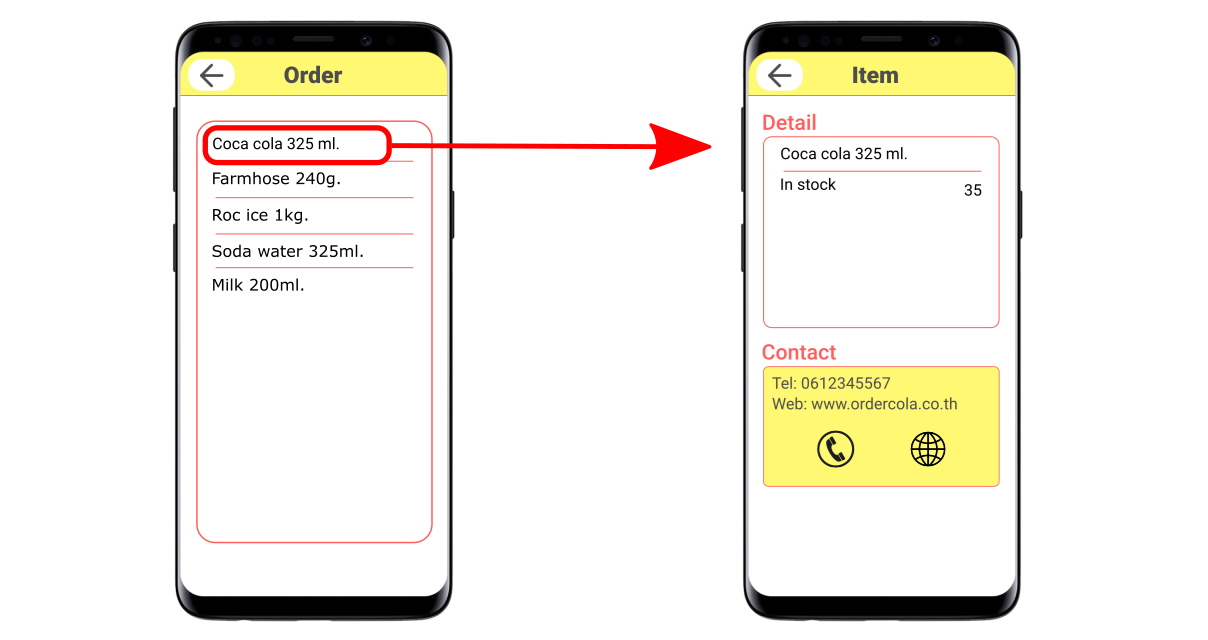 Order
Coca cola 325 ml.
Farmhose 240g.
Roc ice 1kg.
Soda water 325ml.
Milk 200ml.
Item
Detail
Coca cola 325 ml.
In stock 35
Contact
Tel: 0612345567
Web: www.ordercola.co.th